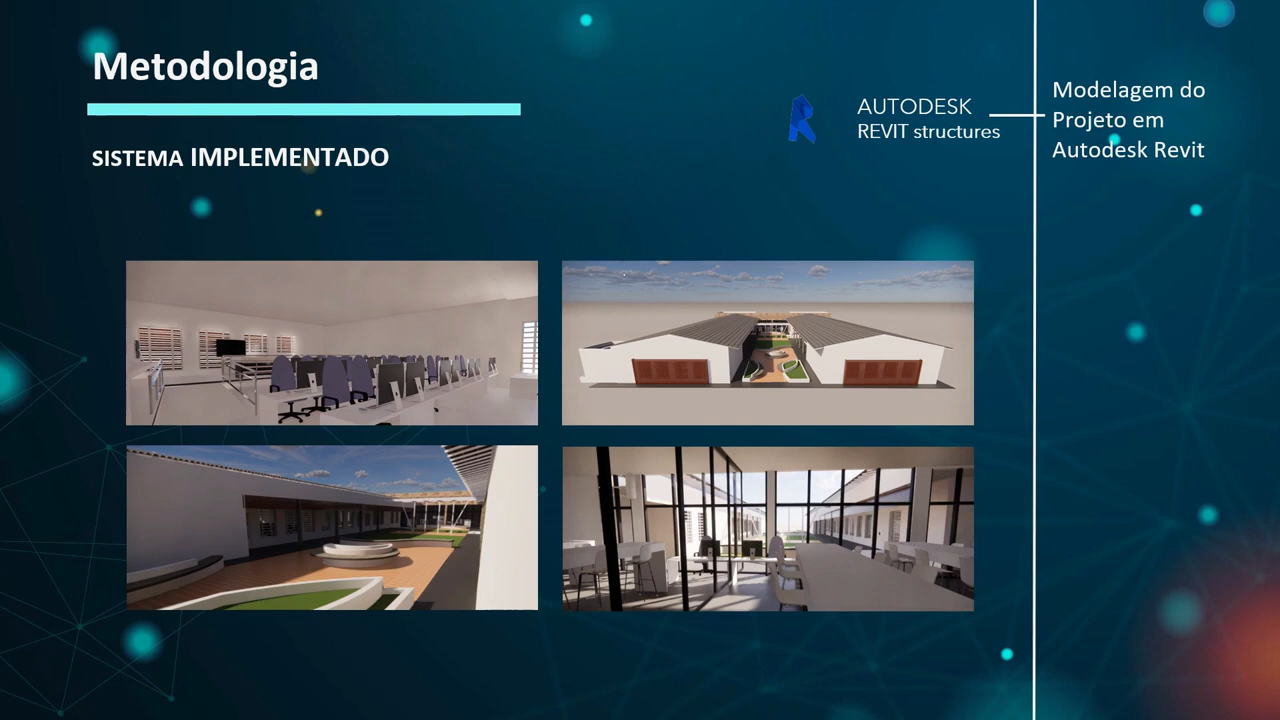 Metodologia
SISTEMA IMPLEMENTADO
AUTODESK
REVIT structures
Modelagem do
Projeto em
Autodesk Revit